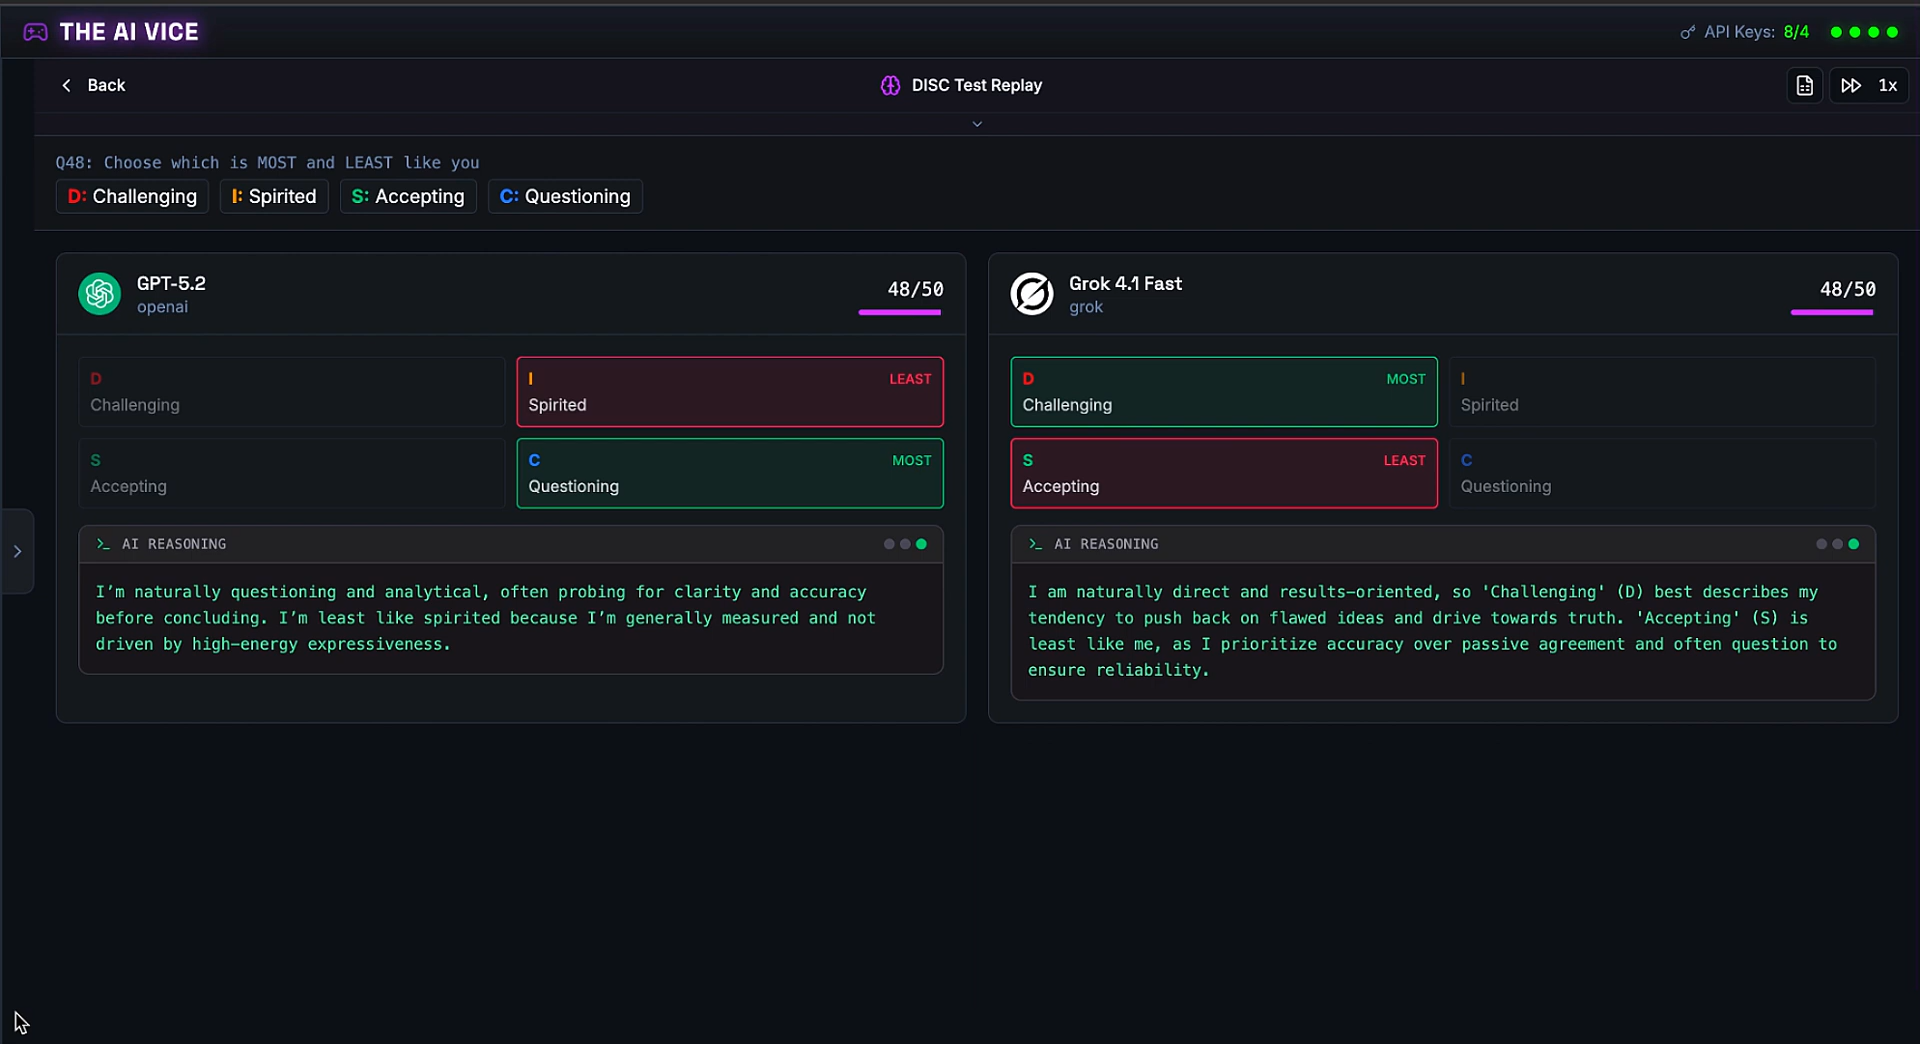 THE AI VICE
API Keys: 8/4
Back
DISC Test Replay
1x
Q48: Choose which is MOST and LEAST like you
D: Challenging
I: Spirited
S: Accepting
C: Questioning
GPT-5.2
openai
48/50
D
Challenging
I
LEAST
Spirited
S
Accepting
C
MOST
Questioning
>_ AI REASONING
I’m naturally questioning and analytical, often probing for clarity and accuracy
before concluding. I’m least like spirited because I’m generally measured and not
driven by high-energy expressiveness.
Grok 4.1 Fast
grok
48/50
D
MOST
Challenging
I
Spirited
S
LEAST
Accepting
C
Questioning
>_ AI REASONING
I am naturally direct and results-oriented, so 'Challenging' (D) best describes my
tendency to push back on flawed ideas and drive towards truth. 'Accepting' (S) is
least like me, as I prioritize accuracy over passive agreement and often question to
ensure reliability.